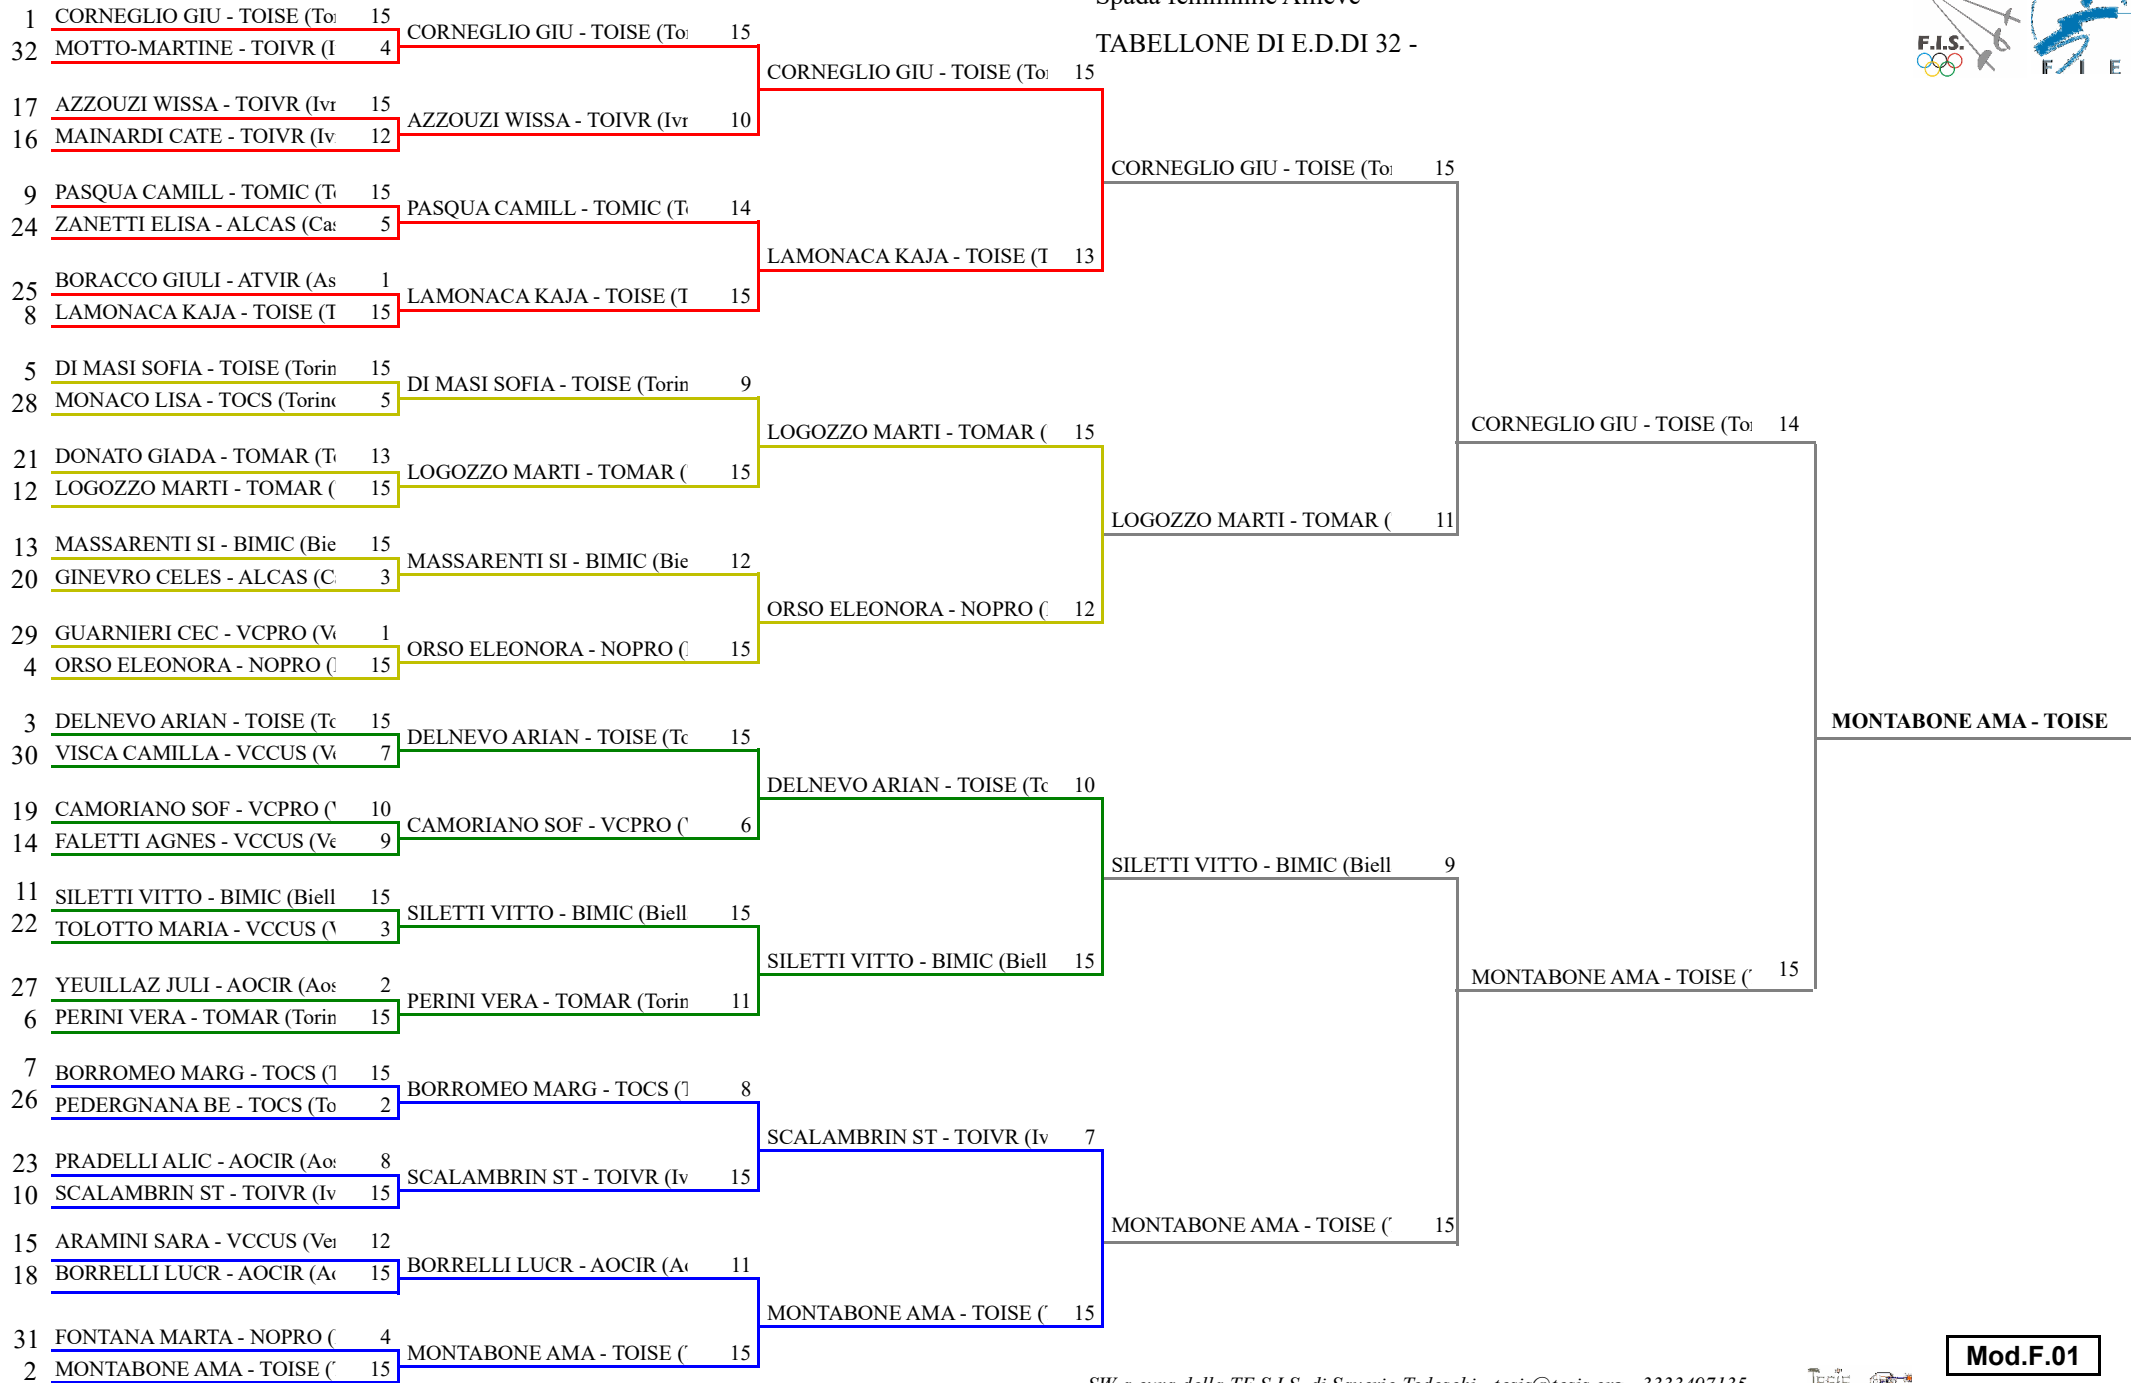 TABELLONE DI E.D.DI 32 -
F.I.S.
F I E
1 CORNEGLIO GIU - TOISE (Tor 15
32 MOTTO-MARTINE - TOIVR (I 4
17 AZZOUZI WISSA - TOIVR (Ivr 15
16 MAINARDI CATE - TOIVR (Iv 12
9 PASQUA CAMILL - TOMIC (T 15
24 ZANETTI ELISA - ALCAS (Cas 5
25 BORACCO GIULI - ATVIR (As 1
8 LAMONACA KAJA - TOISE (T 15
5 DI MASI SOFIA - TOISE (Torin 15
28 MONACO LISA - TOCS (Torino 5
21 DONATO GIADA - TOMAR (T 13
12 LOGOZZO MARTI - TOMAR ( 15
13 MASSARENTI SI - BIMIC (Bie 15
20 GINEVRO CELES - ALCAS (C 3
29 GUARNIERI CEC - VCPRO (Ve 1
4 ORSO ELEONORA - NOPRO ( 15
3 DELNEVO ARIAN - TOISE (To 15
30 VISCA CAMILLA - VCCUS (Ve 7
19 CAMORIANO SOF - VCPRO ( 10
14 FALETTI AGNES - VCCUS (Ve 9
11 SILETTI VITTO - BIMIC (Biell 15
22 TOLOTTO MARIA - VCCUS (V 3
27 YEUILLAZ JULI - AOCIR (Aos 2
6 PERINI VERA - TOMAR (Torin 15
7 BORROMEO MARG - TOCS (T 15
26 PEDERGNANA BE - TOCS (To 2
23 PRADELLI ALIC - AOCIR (Aos 8
10 SCALAMBRIN ST - TOIVR (Iv 15
15 ARAMINI SARA - VCCUS (Ver 12
18 BORRELLI LUCR - AOCIR (Ao 15
31 FONTANA MARTA - NOPRO ( 4
2 MONTABONE AMA - TOISE ( 15
CORNEGLIO GIU - TOISE (Tor 15
AZZOUZI WISSA - TOIVR (Ivr 10
PASQUA CAMILL - TOMIC (T 14
LAMONACA KAJA - TOISE (T 15
DI MASI SOFIA - TOISE (Torin 9
LOGOZZO MARTI - TOMAR ( 15
MASSARENTI SI - BIMIC (Bie 12
ORSO ELEONORA - NOPRO ( 15
DELNEVO ARIAN - TOISE (To 15
CAMORIANO SOF - VCPRO ( 6
SILETTI VITTO - BIMIC (Biell 15
PERINI VERA - TOMAR (Torin 11
BORROMEO MARG - TOCS (T 8
SCALAMBRIN ST - TOIVR (Iv 15
BORRELLI LUCR - AOCIR (Ao 11
MONTABONE AMA - TOISE ( 15
CORNEGLIO GIU - TOISE (Tor 15
LAMONACA KAJA - TOISE (T 13
LOGOZZO MARTI - TOMAR ( 15
ORSO ELEONORA - NOPRO ( 12
DELNEVO ARIAN - TOISE (To 10
SILETTI VITTO - BIMIC (Biell 15
SCALAMBRIN ST - TOIVR (Iv 7
MONTABONE AMA - TOISE ( 15
CORNEGLIO GIU - TOISE (Tor 15
LOGOZZO MARTI - TOMAR ( 11
SILETTI VITTO - BIMIC (Biell 9
MONTABONE AMA - TOISE ( 15
CORNEGLIO GIU - TOISE (Tor 14
MONTABONE AMA - TOISE ( 15
MONTABONE AMA - TOISE
Mod.F.01